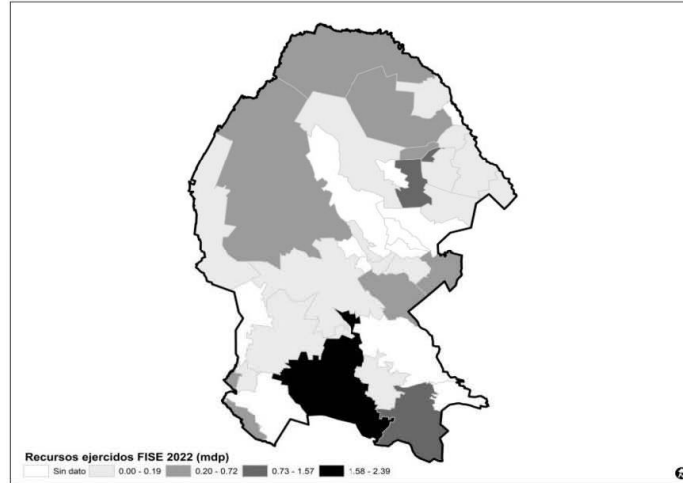 Recursos ejercidos FISE 2022 (mdp)
Sin dato 0.00 - 0.19 0.20 - 0.72 0.73 - 1.57 1.58 - 2.39